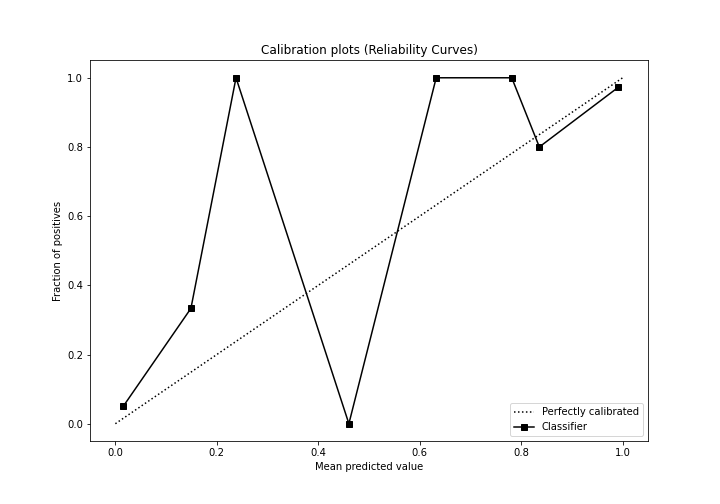 Calibration plots (Reliability Curves)
1.0
0.8
0.6
0.4
0.2
0.0
Fraction of positives
0.0 0.2 0.4 0.6 0.8 1.0
Mean predicted value
Perfectly calibrated
Classifier